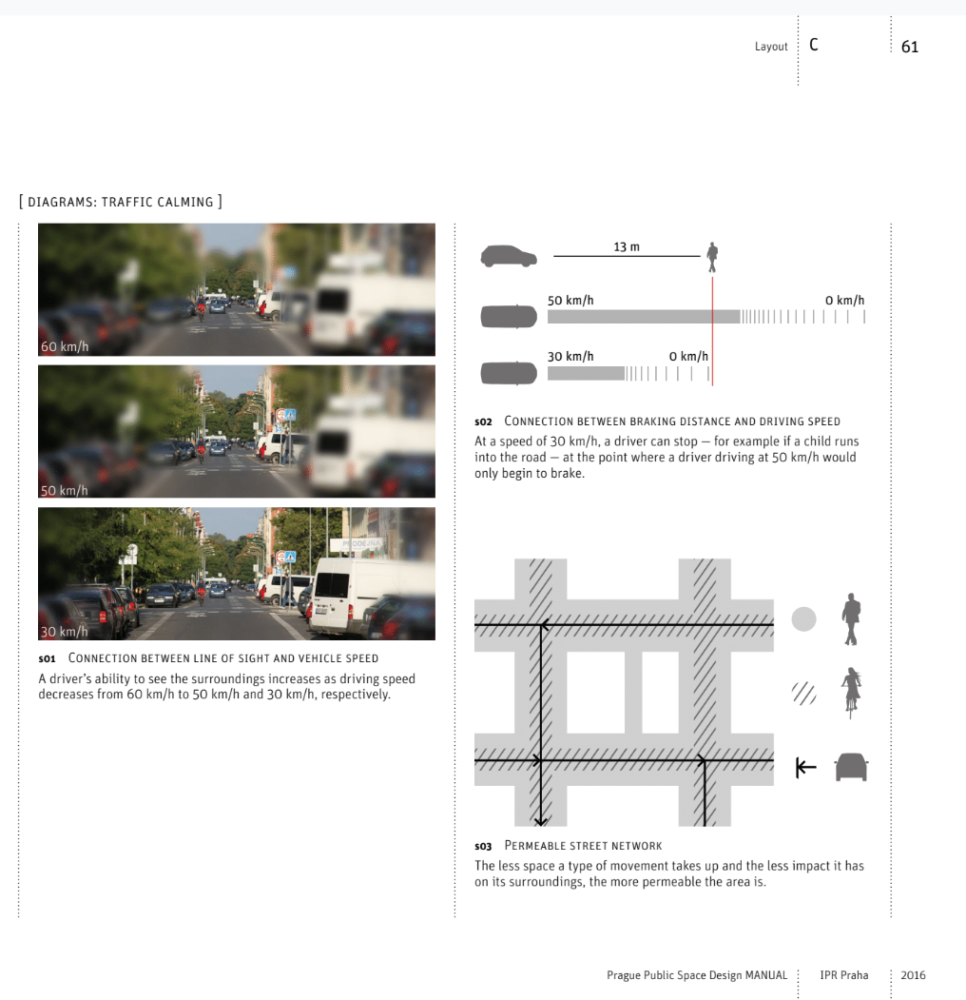 Layout C 61
[ DIAGRAMS: TRAFFIC CALMING ]
60 km/h
50 km/h
PRODEJNA
30 km/h
s01 CONNECTION BETWEEN LINE OF SIGHT AND VEHICLE SPEED
A driver’s ability to see the surroundings increases as driving speed
decreases from 60 km/h to 50 km/h and 30 km/h, respectively.
13 m
50 km/h 0 km/h
30 km/h 0 km/h
s02 CONNECTION BETWEEN BRAKING DISTANCE AND DRIVING SPEED
At a speed of 30 km/h, a driver can stop — for example if a child runs
into the road — at the point where a driver driving at 50 km/h would
only begin to brake.
s03 PERMEABLE STREET NETWORK
The less space a type of movement takes up and the less impact it has
on its surroundings, the more permeable the area is.
Prague Public Space Design MANUAL IPR Praha 2016